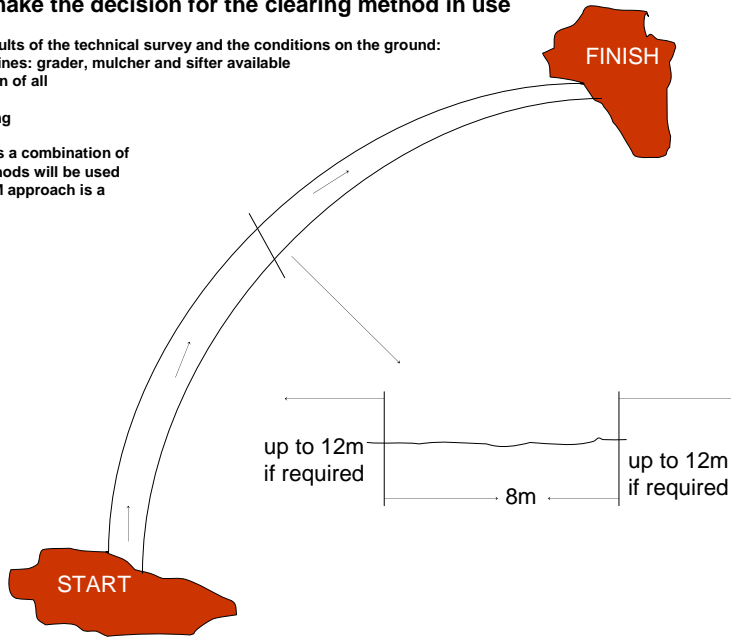 make the decision for the clearing method in use
ults of the technical survey and the conditions on the ground:
ines: grader, mulcher and sifter available
n of all
g
s a combination of
ods will be used
approach is a
FINISH
up to 12m
if required
8m
up to 12m
if required
START